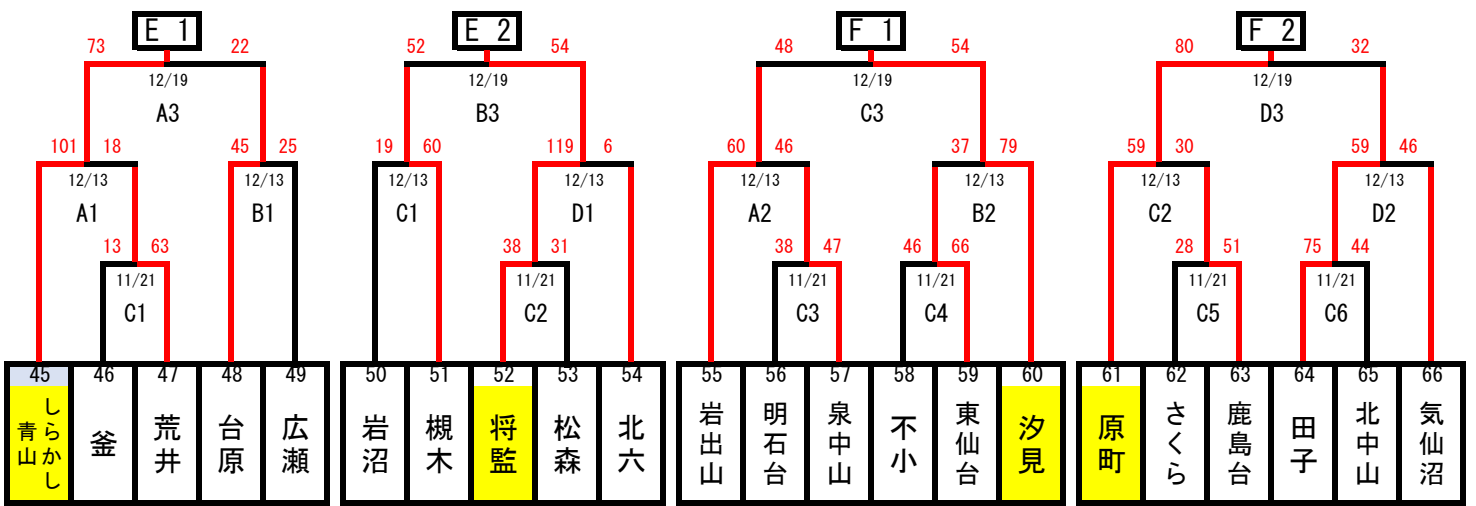 E 1 E 2 F 1 F 2
73 22 52 54 48 54 80 32
12/19 12/19 12/19 12/19
A3 B3 C3 D3
101 18 45 25 19 60 119 6 60 46 37 79 59 30 59 46
12/13 12/13 12/13 12/13 12/13 12/13 12/13 12/13
A1 B1 C1 D1 A2 B2 C2 D2
13 63 38 31 38 47 46 66 28 51 75 44
11/21 11/21 11/21 11/21 11/21 11/21
C1 C2 C3 C4 C5 C6
45 46 47 48 49 50 51 52 53 54 55 56 57 58 59 60 61 62 63 64 65 66
青山
しらかし
釜
荒井
台原
広瀬
岩沼
槻木
将監
松森
北六
岩出山
明石台
泉中山
不小
東仙台
汐見
原町
さくら
鹿島台
田子
北中山
気仙沼